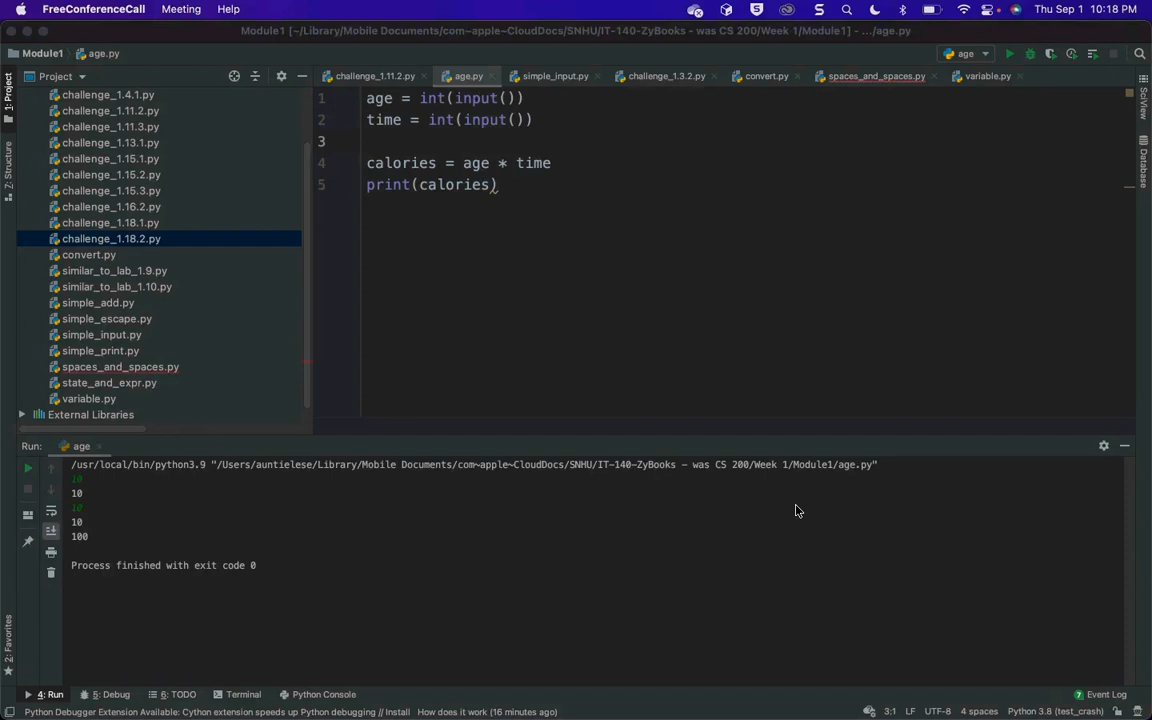 FreeConferenceCall Meeting Help Thu Sep 1 10:18 PM
Module1 [~/Library/Mobile Documents/com~apple~CloudDocs/SNHU/IT-140-ZyBooks - was CS 200/Week 1/Module1] - .../age.py
Module1 age.py age
Project challenge_1.11.2.py age.py simple_input.py challenge_1.3.2.py convert.py spaces_and_spaces.py variable.py
1: Project
Z: Structure
2: Favorites
challenge_1.4.1.py
challenge_1.11.2.py
challenge_1.11.3.py
challenge_1.13.1.py
challenge_1.15.1.py
challenge_1.15.2.py
challenge_1.15.3.py
challenge_1.16.2.py
challenge_1.18.1.py
challenge_1.18.2.py
convert.py
similar_to_lab_1.9.py
similar_to_lab_1.10.py
simple_add.py
simple_escape.py
simple_input.py
simple_print.py
spaces_and_spaces.py
state_and_expr.py
variable.py
External Libraries
1 age = int(input())
2 time = int(input())
3
4 calories = age * time
5 print(calories)
SciView
Database
Run: age
/usr/local/bin/python3.9 "/Users/auntielese/Library/Mobile Documents/com~apple~CloudDocs/SNHU/IT-140-ZyBooks - was CS 200/Week 1/Module1/age.py"
10
10
10
10
100
Process finished with exit code 0
4: Run 5: Debug 6: TODO Terminal Python Console 7 Event Log
Python Debugger Extension Available: Cython extension speeds up Python debugging // Install How does it work (16 minutes ago) 3:1 LF UTF-8 4 spaces Python 3.8 (test_crash)